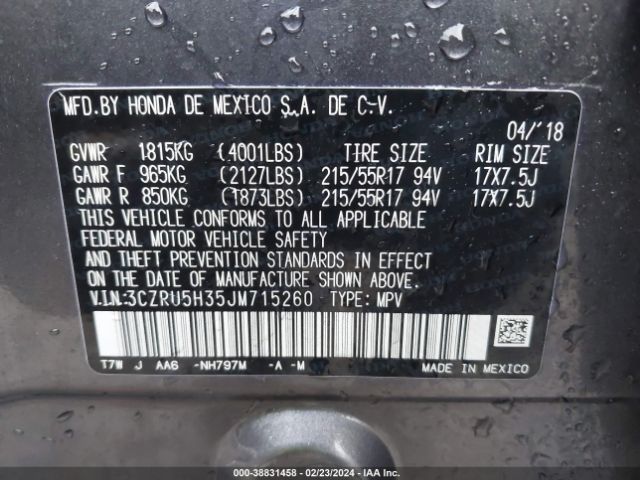 MFD.BY HONDA DE MEXICO S.A. DE C.V.
04/'18
GVWR 1815KG (4001LBS) TIRE SIZE RIM SIZE
GAWR F 965KG (2127LBS) 215/55R17 94V 17X7.5J
GAWR R 850KG (1873LBS) 215/55R17 94V 17X7.5J
THIS VEHICLE CONFORMS TO ALL APPLICABLE
FEDERAL MOTOR VEHICLE SAFETY
AND THEFT PREVENTION STANDARDS IN EFFECT
ON THE DATE OF MANUFACTURE SHOWN ABOVE.
V.I.N:3CZRU5H35JM715260 TYPE: MPV
T7W J AA6 -NH797M -A -M MADE IN MEXICO
000-38831458 - 02/23/2024 - IAA Inc.